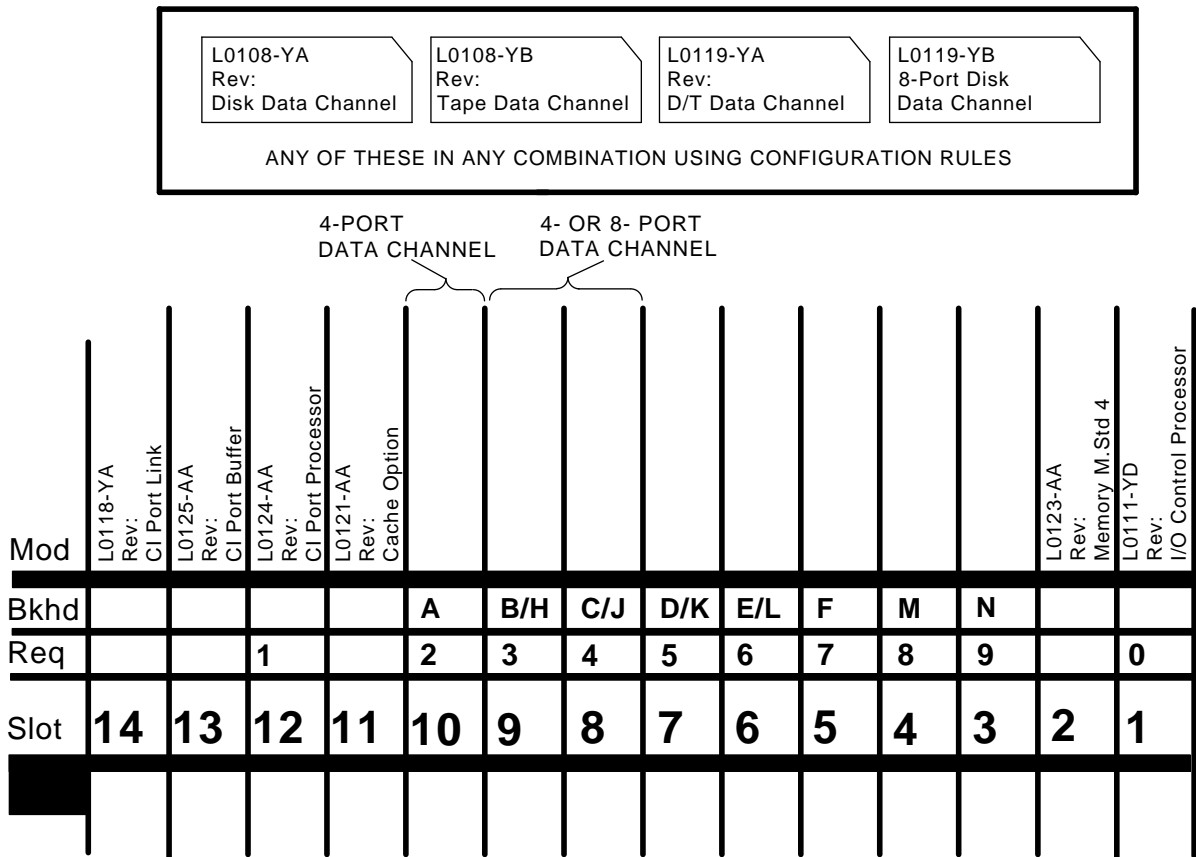 L0108-YA
Rev:
Disk Data Channel
L0108-YB
Rev:
Tape Data Channel
L0119-YA
Rev:
D/T Data Channel
L0119-YB
8-Port Disk
Data Channel
ANY OF THESE IN ANY COMBINATION USING CONFIGURATION RULES
4-PORT
DATA CHANNEL
4- OR 8- PORT
DATA CHANNEL
Mod
L0118-YA
Rev:
CI Port Link
L0125-AA
Rev:
CI Port Buffer
L0124-AA
Rev:
CI Port Processor
L0121-AA
Rev:
Cache Option
L0123-AA
Rev:
Memory M.Std 4
L0111-YD
Rev:
I/O Control Processor
Bkhd A B/H C/J D/K E/L F M N
Req 1 2 3 4 5 6 7 8 9 0
Slot 14 13 12 11 10 9 8 7 6 5 4 3 2 1